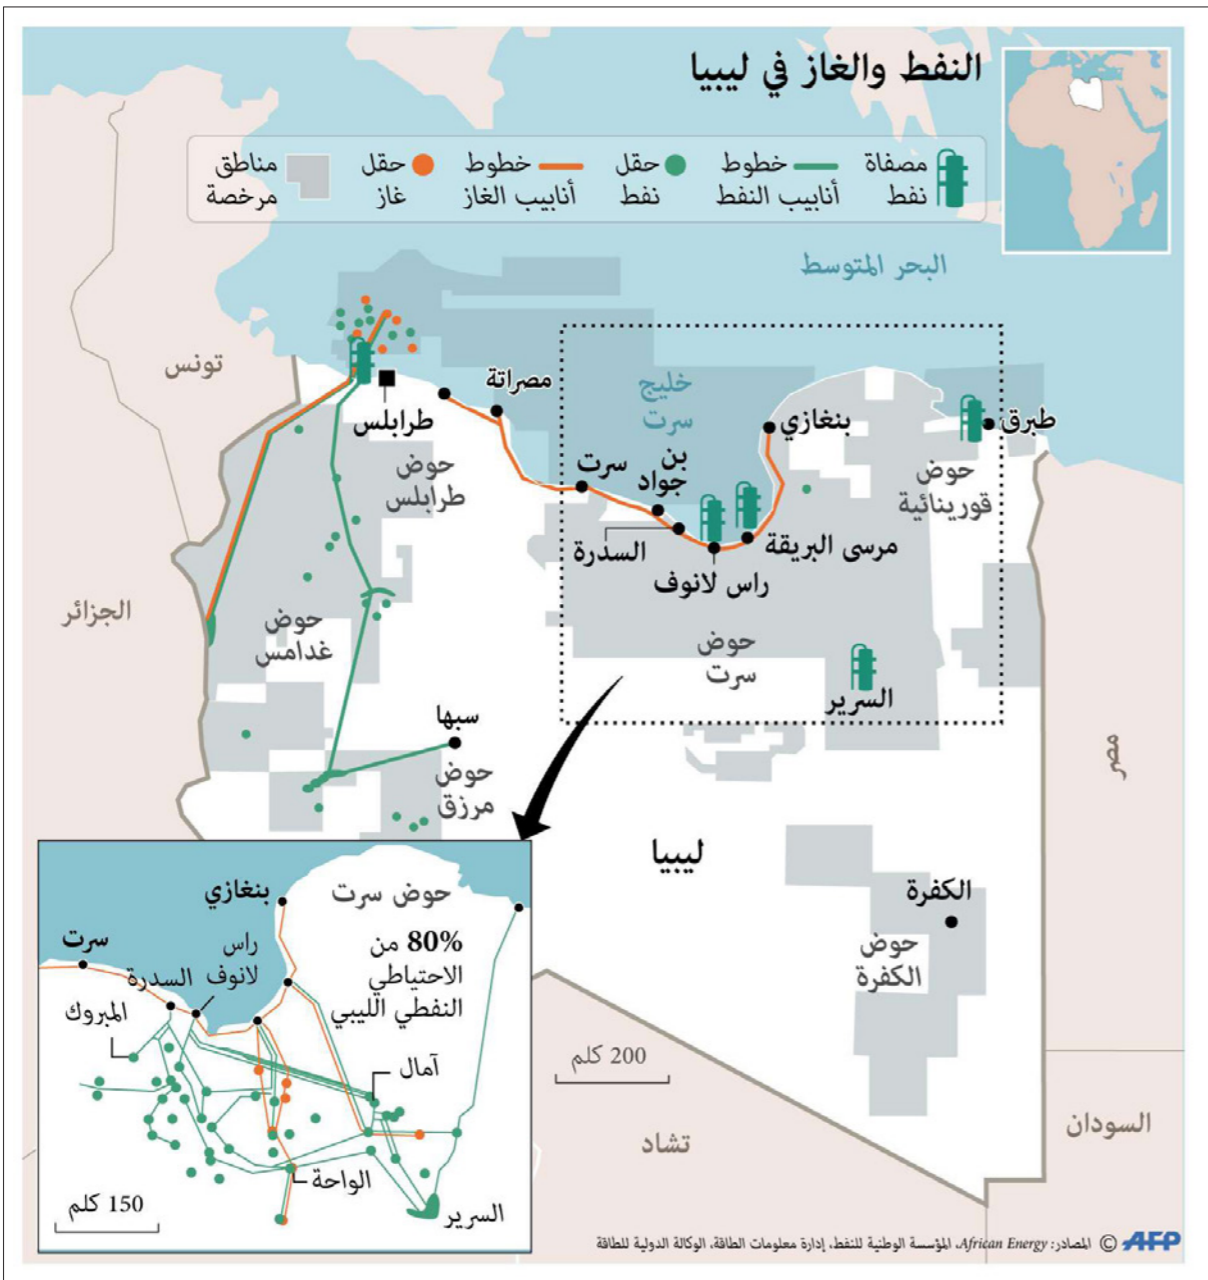 النفط والغاز في ليبيا
مصفاة
نفط
خطوط
أنابيب النفط
حقل
نفط
خطوط
أنابيب الغاز
حقل
غاز
مناطق
مرخصة
البحر المتوسط
تونس
طرابلس
مصراتة
خليج
سرت
بنغازي
طبرق
حوض
طرابلس
سرت
بن
جواد
السدرة
راس لانوف
مرسى البريقة
حوض
قورينائية
الجزائر
حوض
غدامس
حوض
سرت
السرير
سبها
حوض
مرزق
مصر
ليبيا
الكفرة
حوض
الكفرة
200 كلم
تشاد
السودان
بنغازي
حوض سرت
80% من
الاحتياطي
النفطي الليبي
سرت
السدرة
راس
لانوف
المبروك
آمال
الواحة
السرير
150 كلم
المصادر: African Energy، المؤسسة الوطنية للنفط، إدارة معلومات الطاقة، الوكالة الدولية للطاقة © AFP